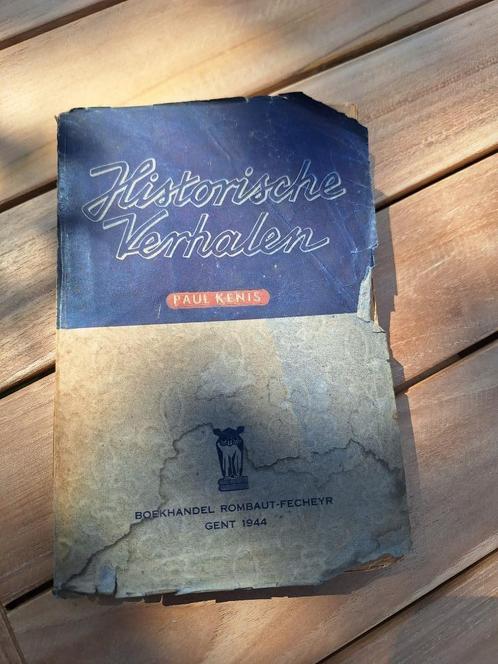 Historische
Verhalen
PAUL KENIS
BOEKHANDEL ROMBAUT-FECHEYR
GENT 1944